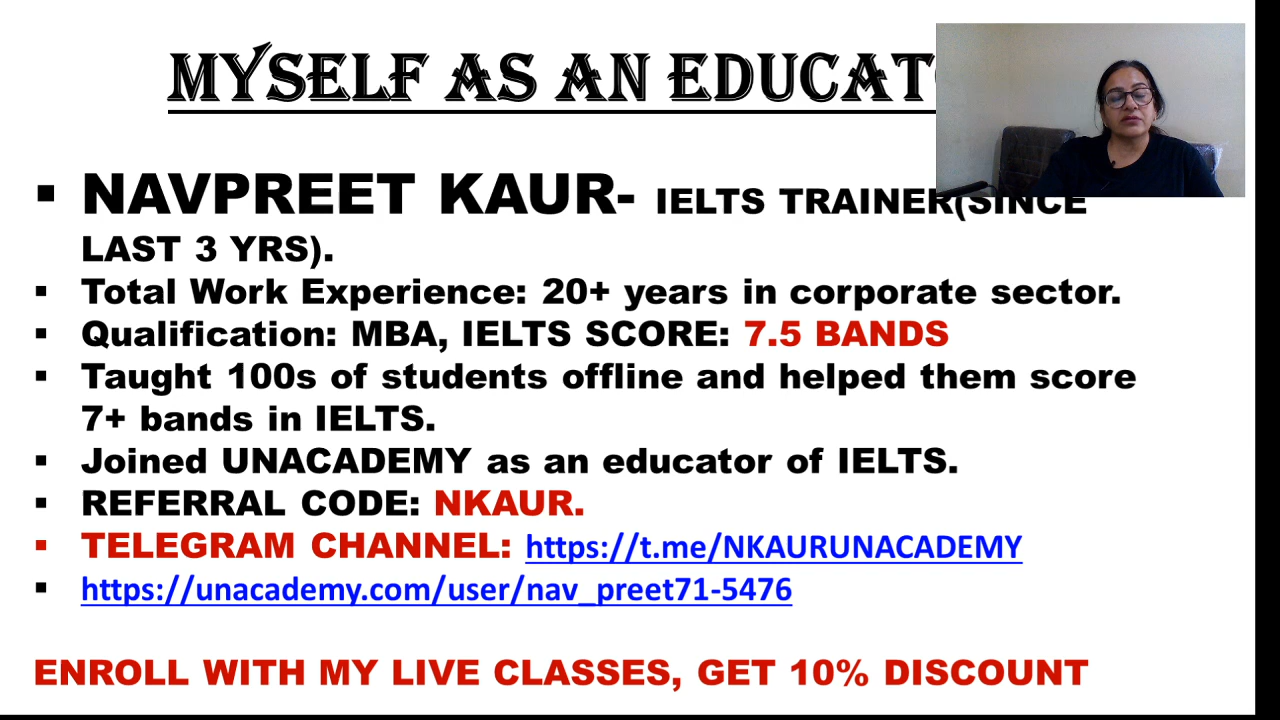 MYSELF AS AN EDUCAT
▪ NAVPREET KAUR- IELTS TRAINER(SINCE
LAST 3 YRS).
▪ Total Work Experience: 20+ years in corporate sector.
▪ Qualification: MBA, IELTS SCORE: 7.5 BANDS
▪ Taught 100s of students offline and helped them score
7+ bands in IELTS.
▪ Joined UNACADEMY as an educator of IELTS.
▪ REFERRAL CODE: NKAUR.
▪ TELEGRAM CHANNEL: https://t.me/NKAURUNACADEMY
▪ https://unacademy.com/user/nav_preet71-5476
ENROLL WITH MY LIVE CLASSES, GET 10% DISCOUNT